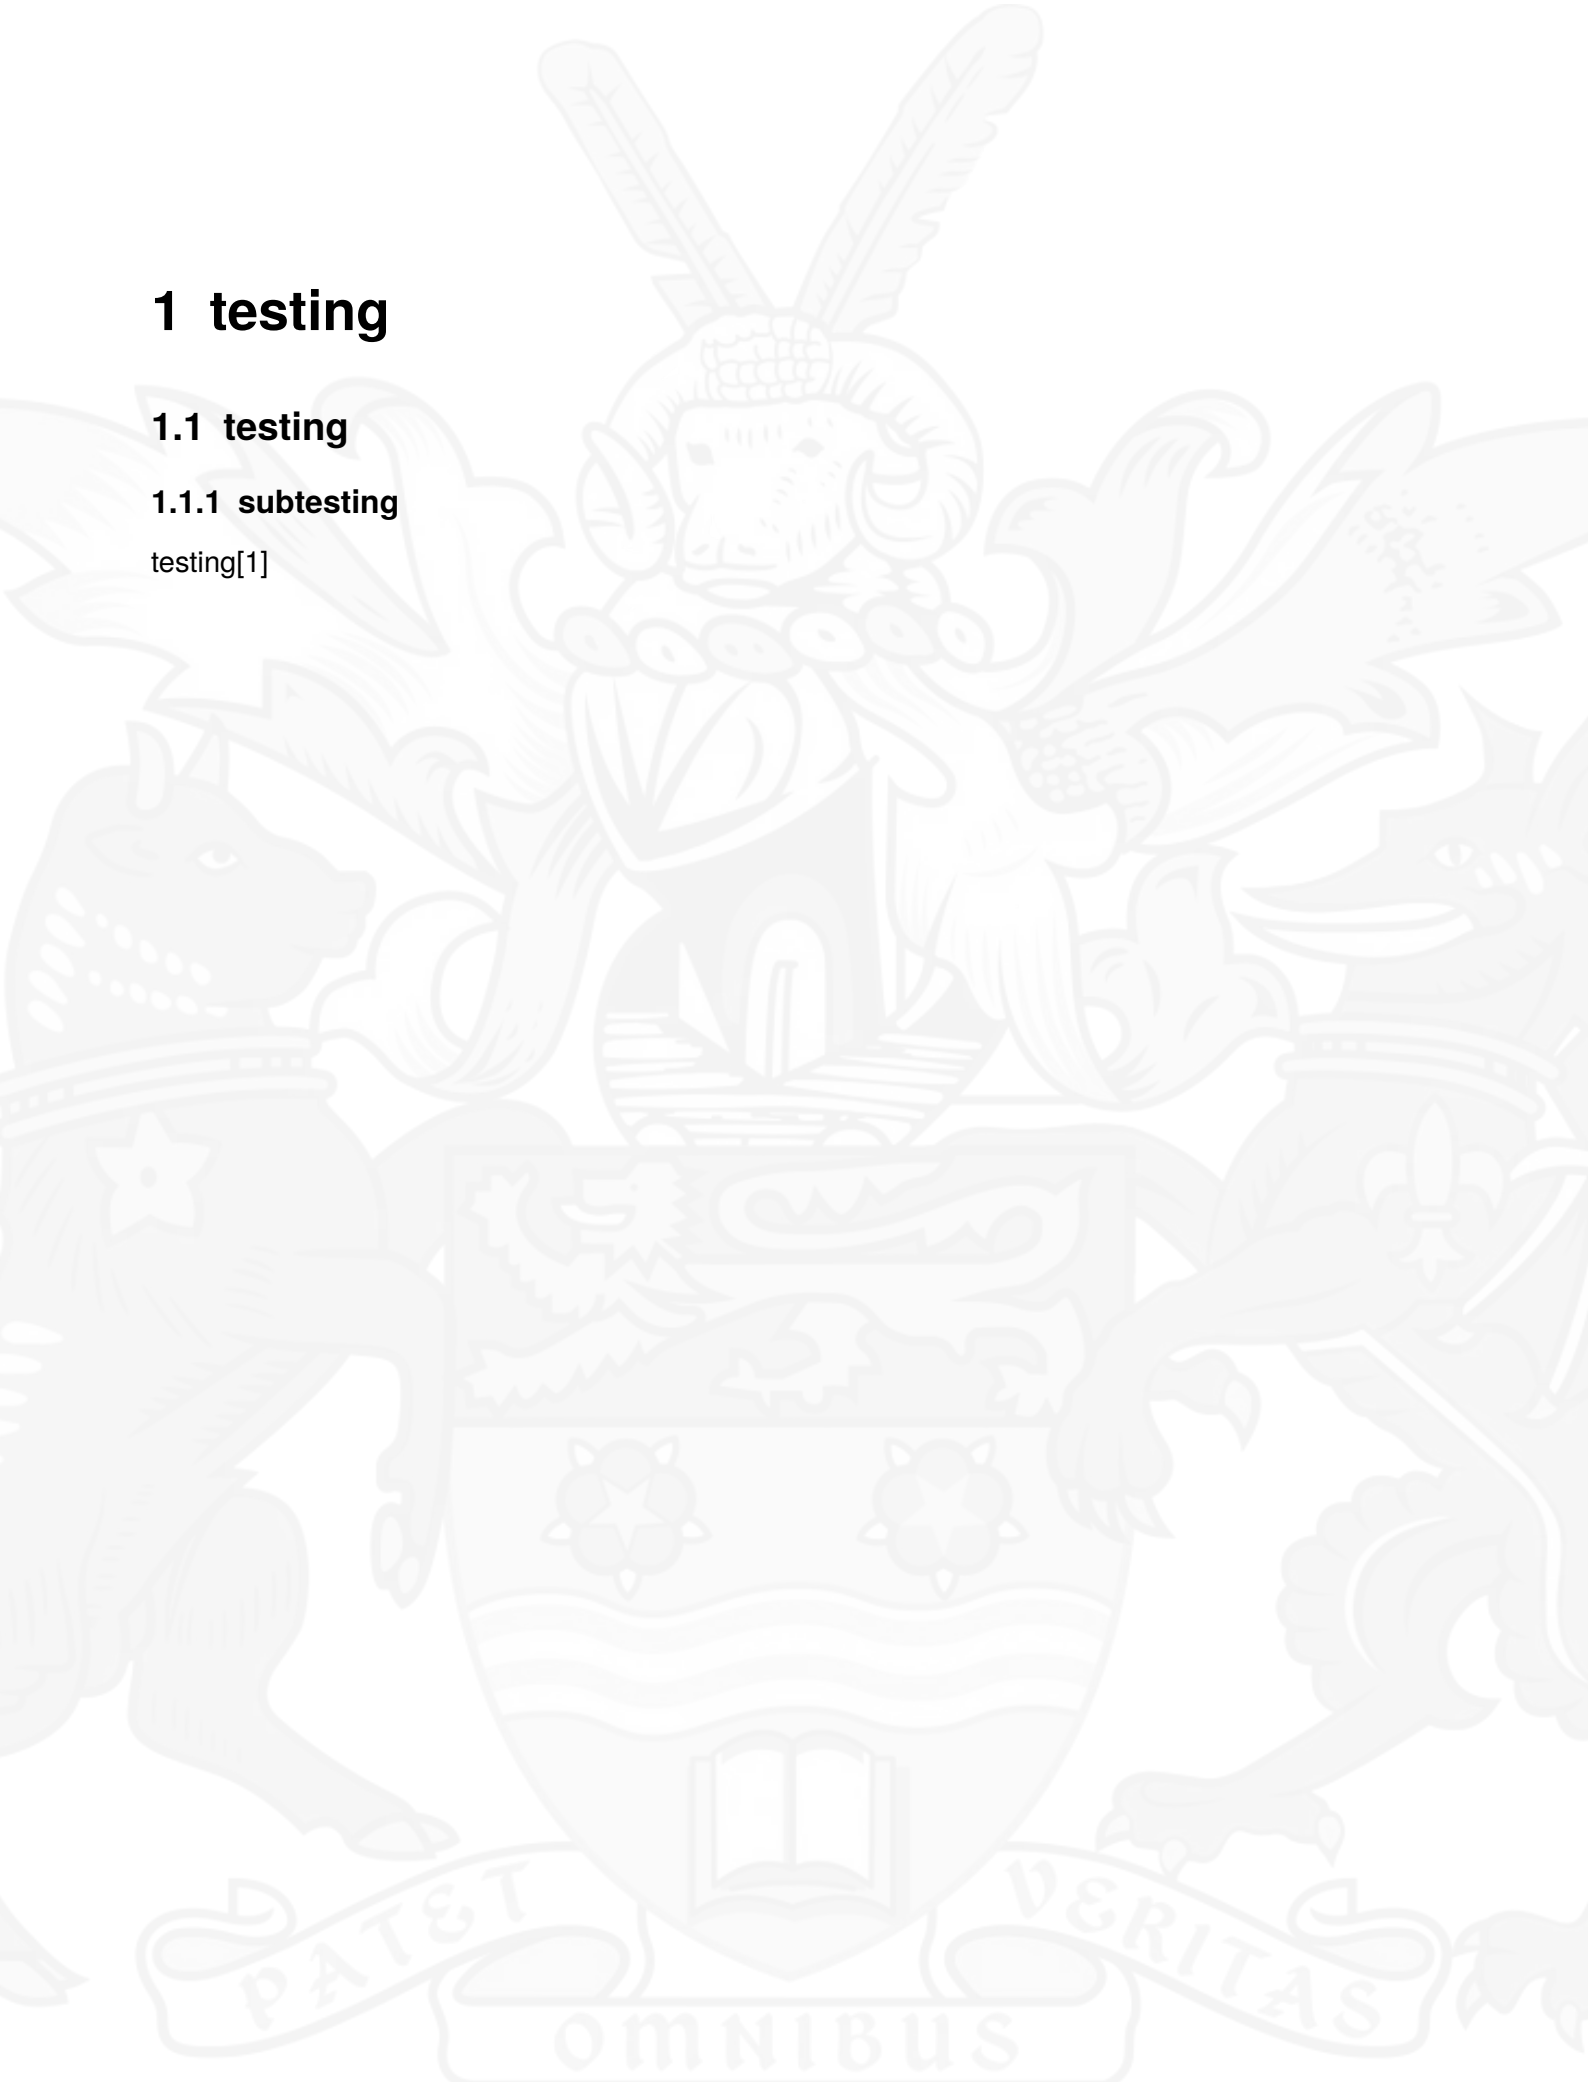 1 testing
1.1 testing
1.1.1 subtesting
testing[1]
PATET
VERITAS
OMNIBUS